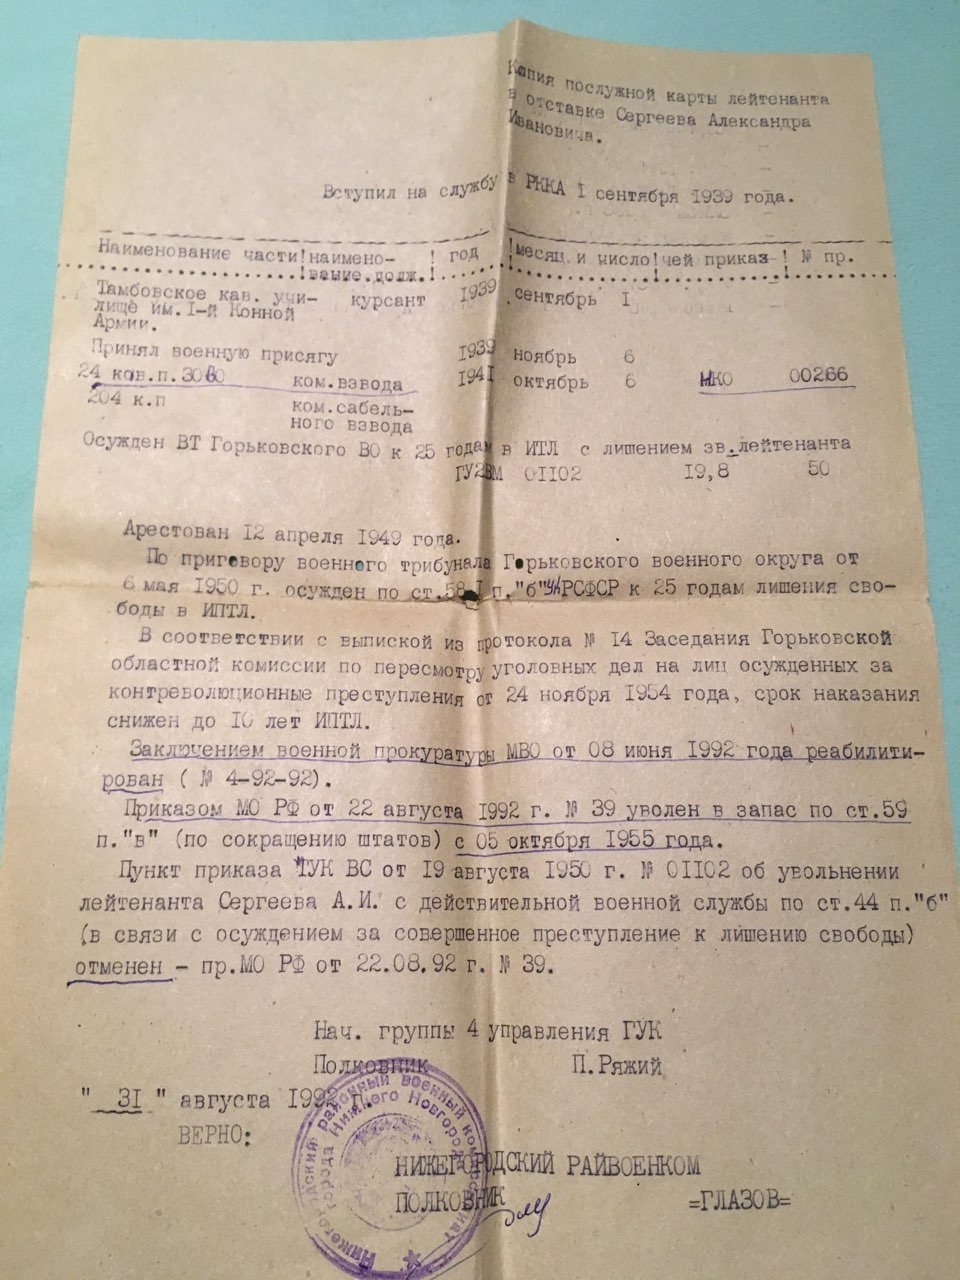 Копия послужной карты лейтенанта
в отставке Сергеева Александра
Ивановича.
Вступил на службу в РККА I сентября 1939 года.
Наименование части!наимено- ! год !месяц и число!чей приказ ! № пр.
!вание долж.!
Тамбовское кав. учи- курсант 1939 сентябрь I
лище им.I-й Конной
Армии.
Принял военную присягу 1939 ноябрь 6
24 кав.п. ком.взвода 1941 октябрь 6 НКО 00266
204 к.п ком.сабель-
ного взвода
Осужден ВТ Горьковского ВО к 25 годам в ИТЛ с лишением зв.лейтенанта
01102 19,8 50
Арестован 12 апреля 1949 года.
По приговору военного трибунала Горьковского военного округа от
6 мая 1950 г. осужден по ст.58 I п."б"УК РСФСР к 25 годам лишения сво-
боды в ИПТЛ.
В соответствии с выпиской из протокола № 14 Заседания Горьковской
областной комиссии по пересмотру уголовных дел на лиц осужденных за
контреволюционные преступления от 24 ноября 1954 года, срок наказания
снижен до 10 лет ИПТЛ.
Заключением военной прокуратуры МВО от 08 июня 1992 года реабилити-
рован ( № 4-92-92).
Приказом МО РФ от 22 августа 1992 г. № 39 уволен в запас по ст.59
п."в" (по сокращению штатов) с 05 октября 1955 года.
Пункт приказа ГУК ВС от 19 августа 1950 г. № 01102 об увольнении
лейтенанта Сергеева А.И. с действительной военной службы по ст.44 п."б"
(в связи с осуждением за совершенное преступление к лишению свободы)
отменен - пр.МО РФ от 22.08.92 г. № 39.
Нач. группы 4 управления ГУК
Полковник П.Ряжий
" 31 " августа 1992 г.
ВЕРНО:
НИЖЕГОРОДСКИЙ РАЙВОЕНКОМ
ПОЛКОВНИК =ГЛАЗОВ=
Нижегородский районный военный комиссариат
города Нижнего Новгорода